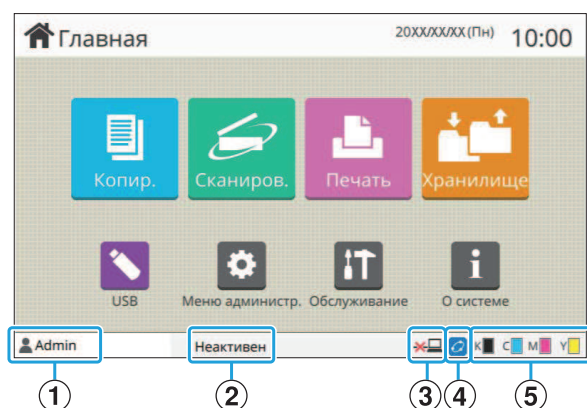 Главная 20XX/XX/XX (Пн) 10:00
Копир. Сканиров. Печать Хранилище
USB Меню администр. Обслуживание О системе
Admin Неактивен K C M Y
1 2 3 4 5